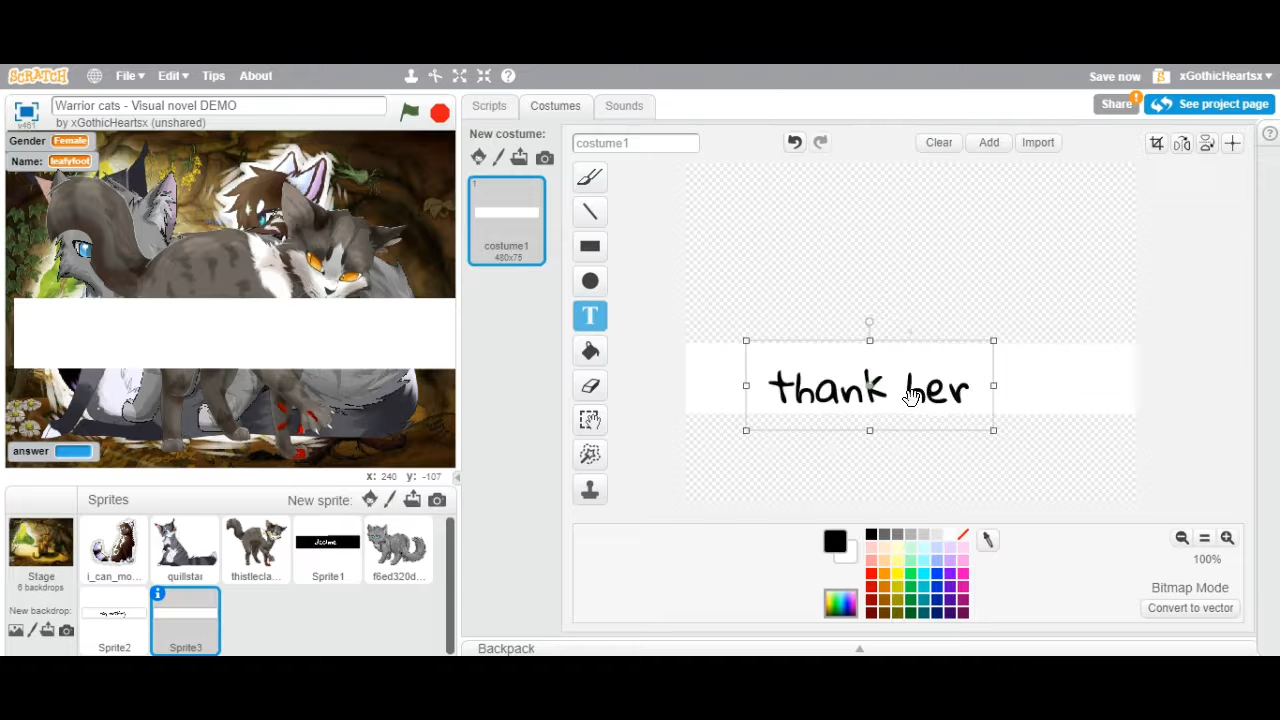 SCRATCH File Edit Tips About Save now xGothicHeartsx
v461 Warrior cats - Visual novel DEMO
by xGothicHeartsx (unshared)
Scripts Costumes Sounds Share ! See project page
Gender Female
Name: leafyfoot
New costume: costume1 Clear Add Import
1
costume1
480x75
T
thank her
answer
x: 240 y: -107
Sprites New sprite:
i_can_mo... quillstar thistlecla... Sprite1 f6ed320d...
Stage
6 backdrops
New backdrop:
Sprite2 Sprite3
100%
Bitmap Mode
Convert to vector
Backpack